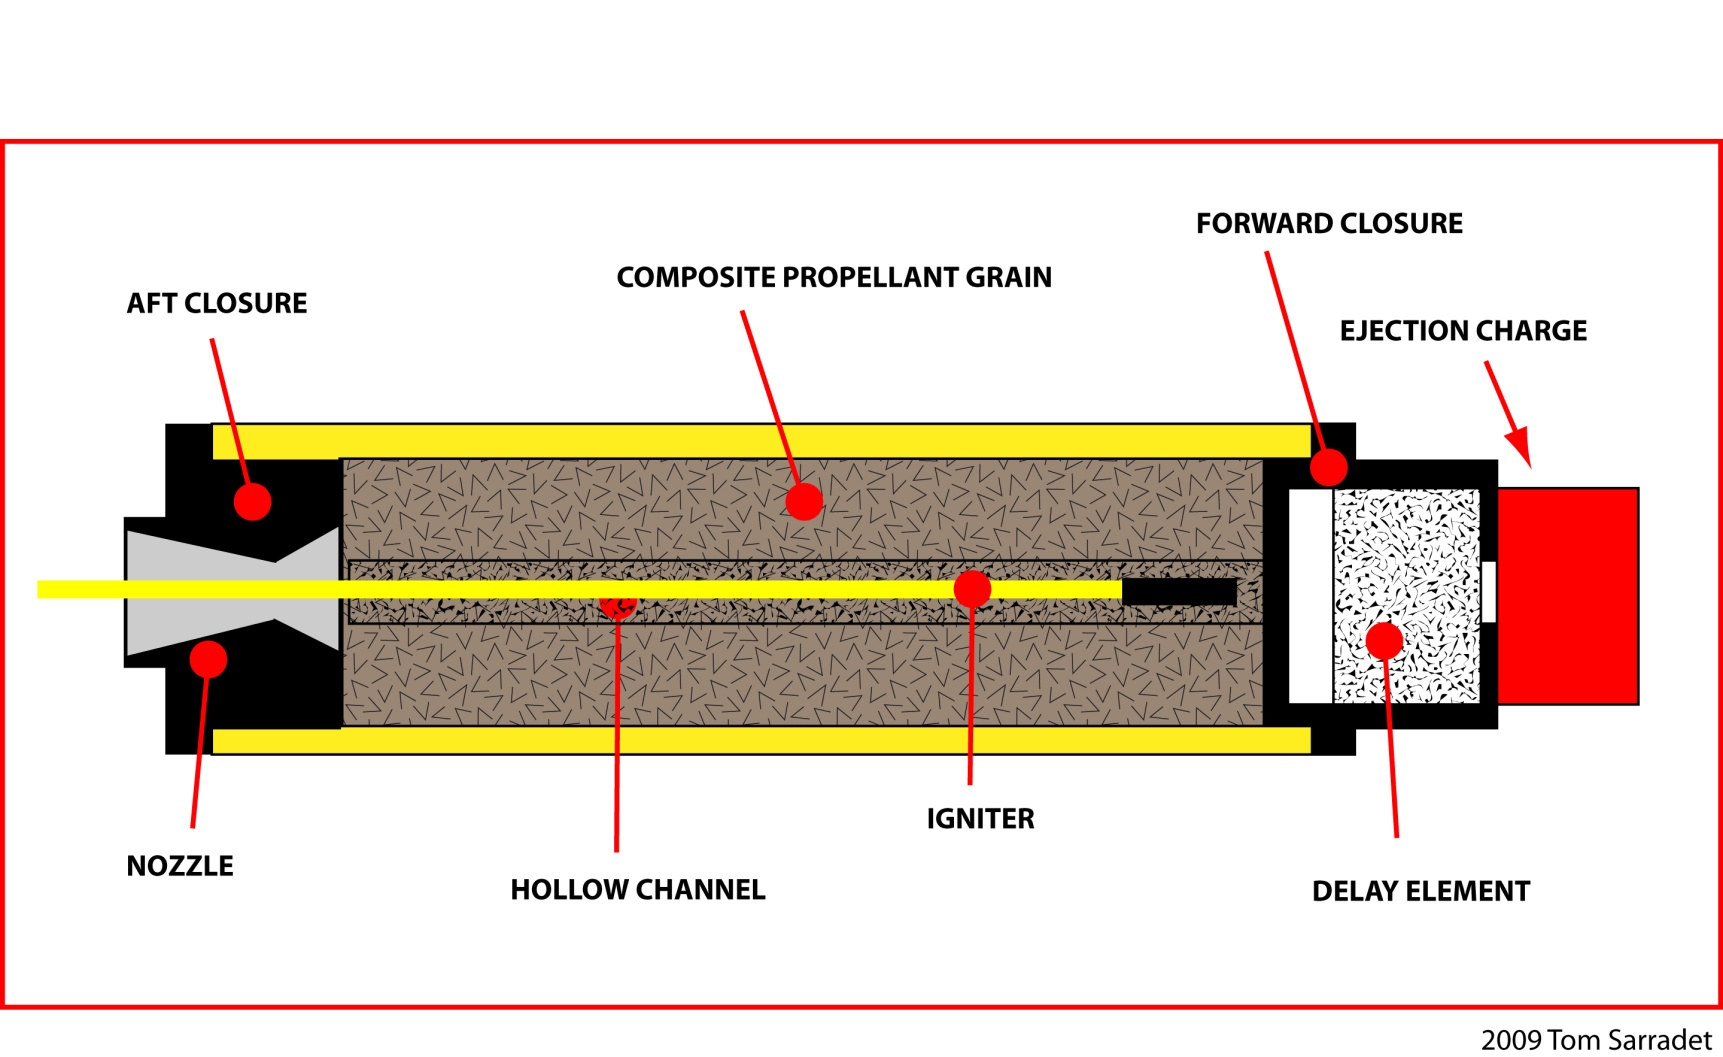 FORWARD CLOSURE
COMPOSITE PROPELLANT GRAIN
AFT CLOSURE
EJECTION CHARGE
IGNITER
NOZZLE
HOLLOW CHANNEL
DELAY ELEMENT
2009 Tom Sarradet